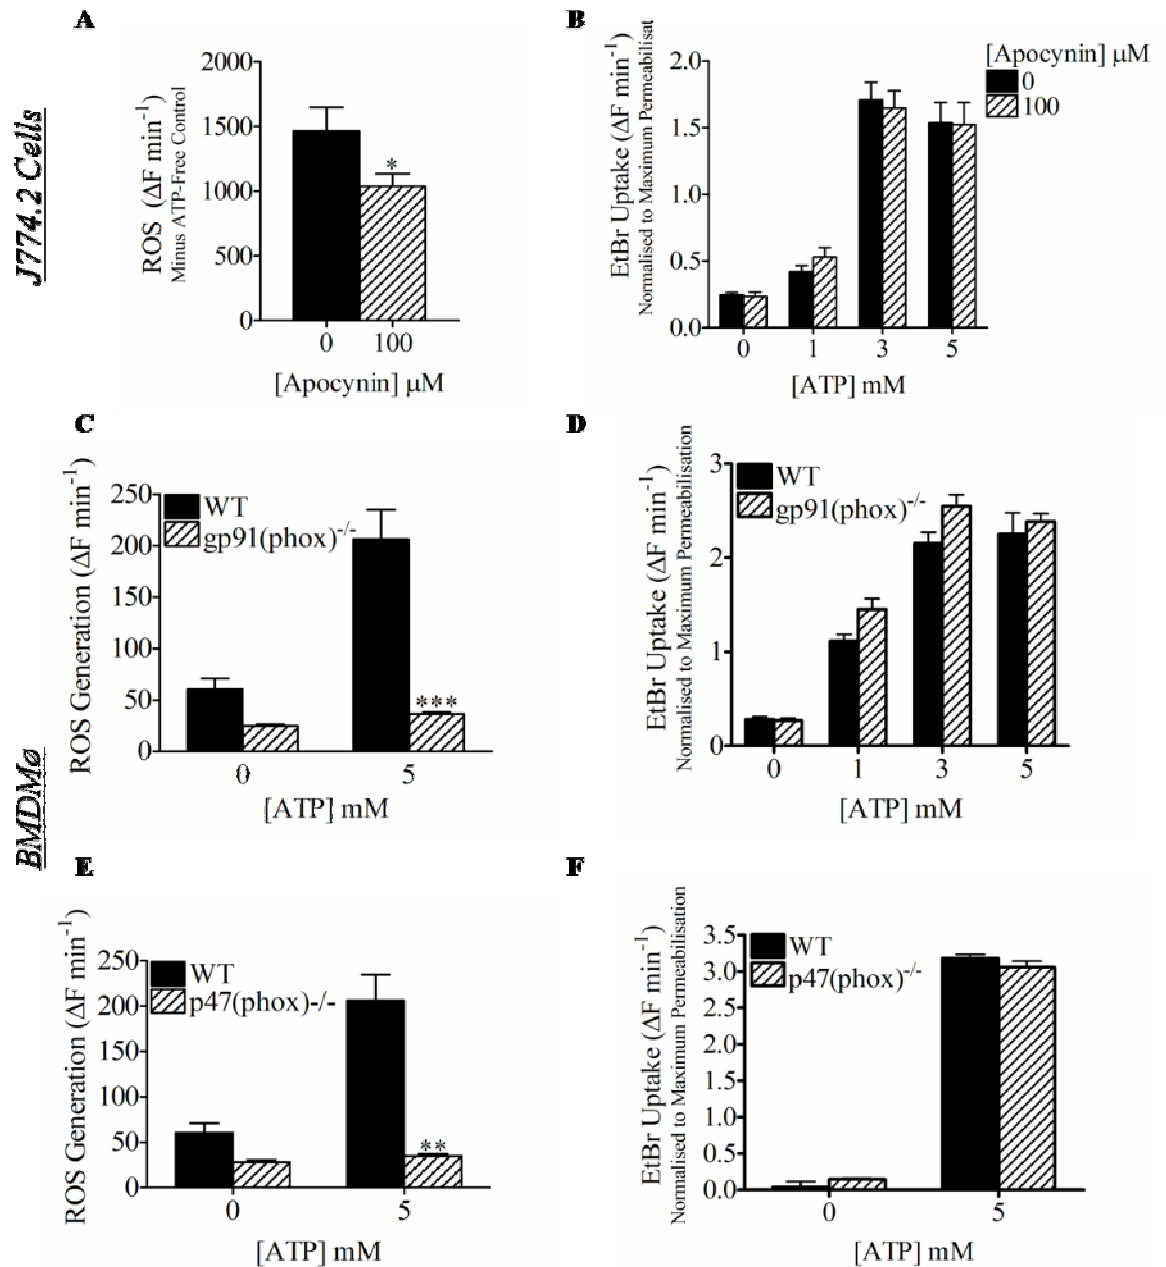 A
J774.2 Cells
ROS (ΔF min⁻¹)
Minus ATP-Free Control
2000
1500
1000
500
0
*
0 100
[Apocynin] µM
B
EtBr Uptake (ΔF min⁻¹)
Normalised to Maximum Permeabilisat
2.0
1.5
1.0
0.5
0.0
0 1 3 5
[ATP] mM
[Apocynin] µM
0
100
C
BMDMø
ROS Generation (ΔF min⁻¹)
250
200
150
100
50
0
WT
gp91(phox)⁻/⁻
***
0 5
[ATP] mM
D
EtBr Uptake (ΔF min⁻¹)
Normalised to Maximum Permeabilisation
3
2
1
0
WT
gp91(phox)⁻/⁻
0 1 3 5
[ATP] mM
E
ROS Generation (ΔF min⁻¹)
250
200
150
100
50
0
WT
p47(phox)-/-
**
0 5
[ATP] mM
F
EtBr Uptake (ΔF min⁻¹)
Normalised to Maximum Permeabilisation
3.5
3.0
2.5
2.0
1.5
1.0
0.5
0.0
WT
p47(phox)⁻/⁻
0 5
[ATP] mM